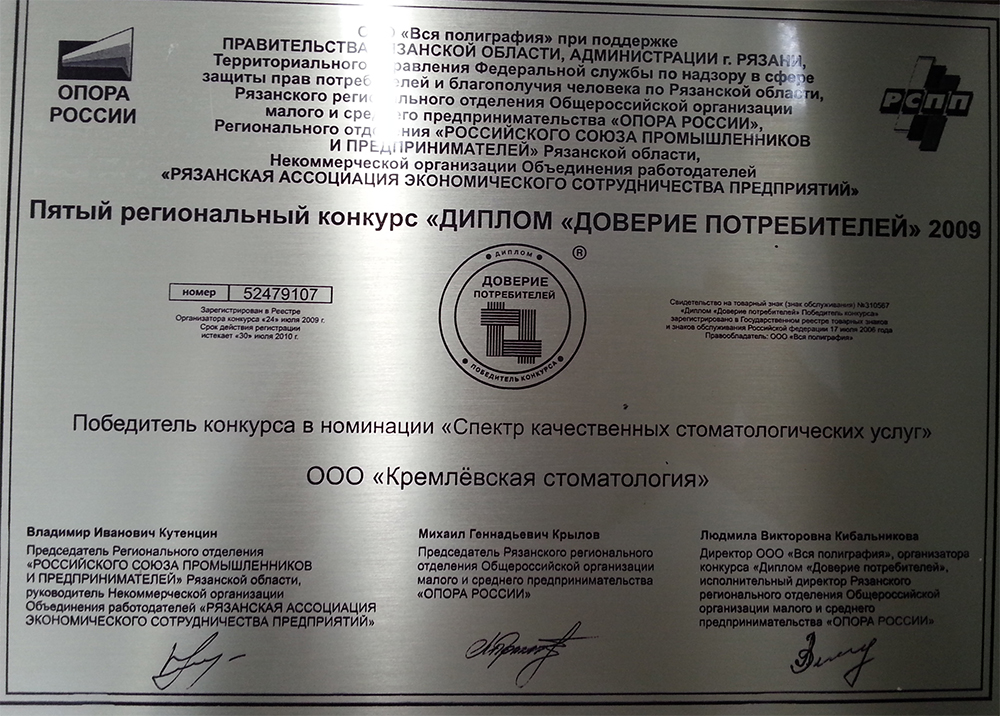 ООО «Вся полиграфия» при поддержке
ПРАВИТЕЛЬСТВА РЯЗАНСКОЙ ОБЛАСТИ, АДМИНИСТРАЦИИ г. РЯЗАНИ,
Территориального управления Федеральной службы по надзору в сфере
защиты прав потребителей и благополучия человека по Рязанской области,
Рязанского регионального отделения Общероссийской организации
малого и среднего предпринимательства «ОПОРА РОССИИ»,
Регионального отделения «РОССИЙСКОГО СОЮЗА ПРОМЫШЛЕННИКОВ
И ПРЕДПРИНИМАТЕЛЕЙ» Рязанской области,
Некоммерческой организации Объединения работодателей
«РЯЗАНСКАЯ АССОЦИАЦИЯ ЭКОНОМИЧЕСКОГО СОТРУДНИЧЕСТВА ПРЕДПРИЯТИЙ»
ОПОРА
РОССИИ
РСПП
Пятый региональный конкурс «ДИПЛОМ «ДОВЕРИЕ ПОТРЕБИТЕЛЕЙ» 2009
номер 52479107
Зарегистрирован в Реестре
Организатора конкурса «24» июля 2009 г.
Срок действия регистрации
истекает «30» июля 2010 г.
• ДИПЛОМ •
ДОВЕРИЕ
ПОТРЕБИТЕЛЕЙ
• ПОБЕДИТЕЛЬ КОНКУРСА •
®
Свидетельство на товарный знак (знак обслуживания) №310567
«Диплом «Доверие потребителей» Победитель конкурса»
зарегистрировано в Государственном реестре товарных знаков
и знаков обслуживания Российской федерации 17 июля 2006 года
Правообладатель: ООО «Вся полиграфия»
Победитель конкурса в номинации «Спектр качественных стоматологических услуг»
ООО «Кремлёвская стоматология»
Владимир Иванович Кутенцин
Председатель Регионального отделения
«РОССИЙСКОГО СОЮЗА ПРОМЫШЛЕННИКОВ
И ПРЕДПРИНИМАТЕЛЕЙ» Рязанской области,
руководитель Некоммерческой организации
Объединения работодателей «РЯЗАНСКАЯ АССОЦИАЦИЯ
ЭКОНОМИЧЕСКОГО СОТРУДНИЧЕСТВА ПРЕДПРИЯТИЙ»
Михаил Геннадьевич Крылов
Председатель Рязанского регионального
отделения Общероссийской организации
малого и среднего предпринимательства
«ОПОРА РОССИИ»
Людмила Викторовна Кибальникова
Директор ООО «Вся полиграфия», организатора
конкурса «Диплом «Доверие потребителей»,
исполнительный директор Рязанского
регионального отделения Общероссийской
организации малого и среднего
предпринимательства «ОПОРА РОССИИ»